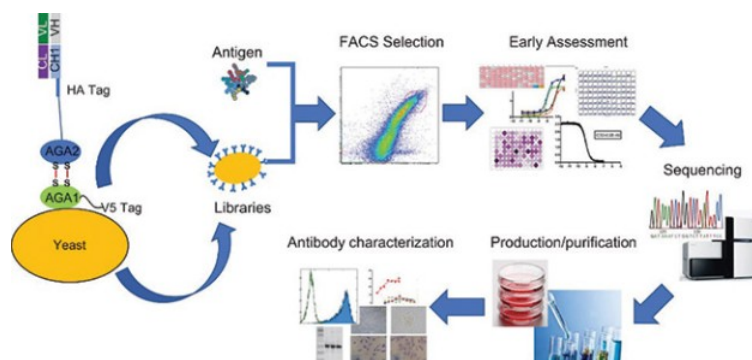 VL
VH
CL
CH1
HA Tag
AGA2
S S
S S
AGA1
V5 Tag
Yeast
Antigen
Libraries
FACS Selection
Early Assessment
Sequencing
Production/purification
Antibody characterization